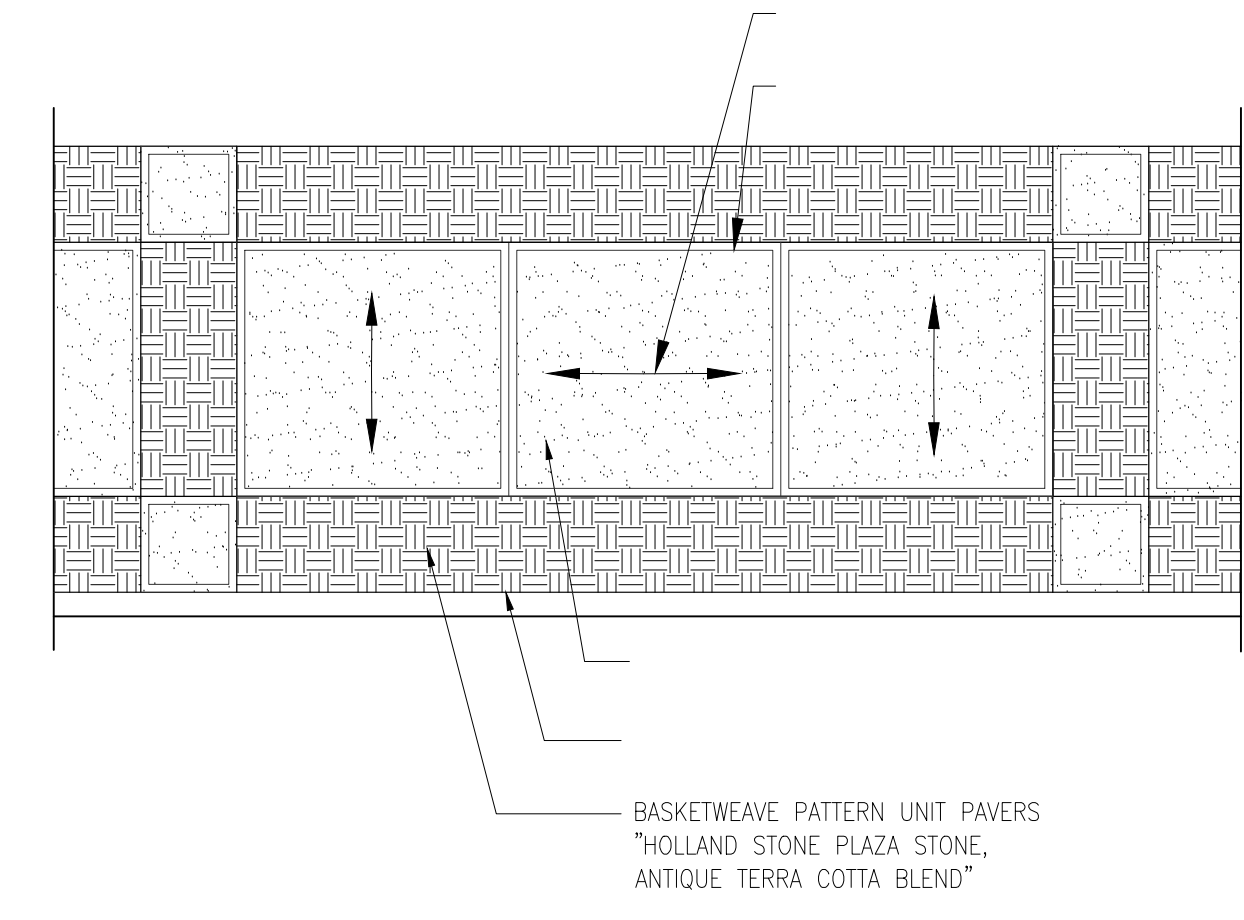 BASKETWEAVE PATTERN UNIT PAVERS
"HOLLAND STONE PLAZA STONE,
ANTIQUE TERRA COTTA BLEND"